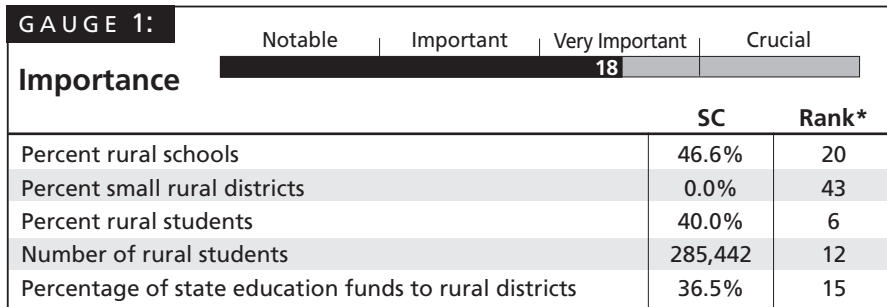 GAUGE 1:
Notable Important Very Important Crucial
18
Importance
SC Rank*
Percent rural schools 46.6% 20
Percent small rural districts 0.0% 43
Percent rural students 40.0% 6
Number of rural students 285,442 12
Percentage of state education funds to rural districts 36.5% 15